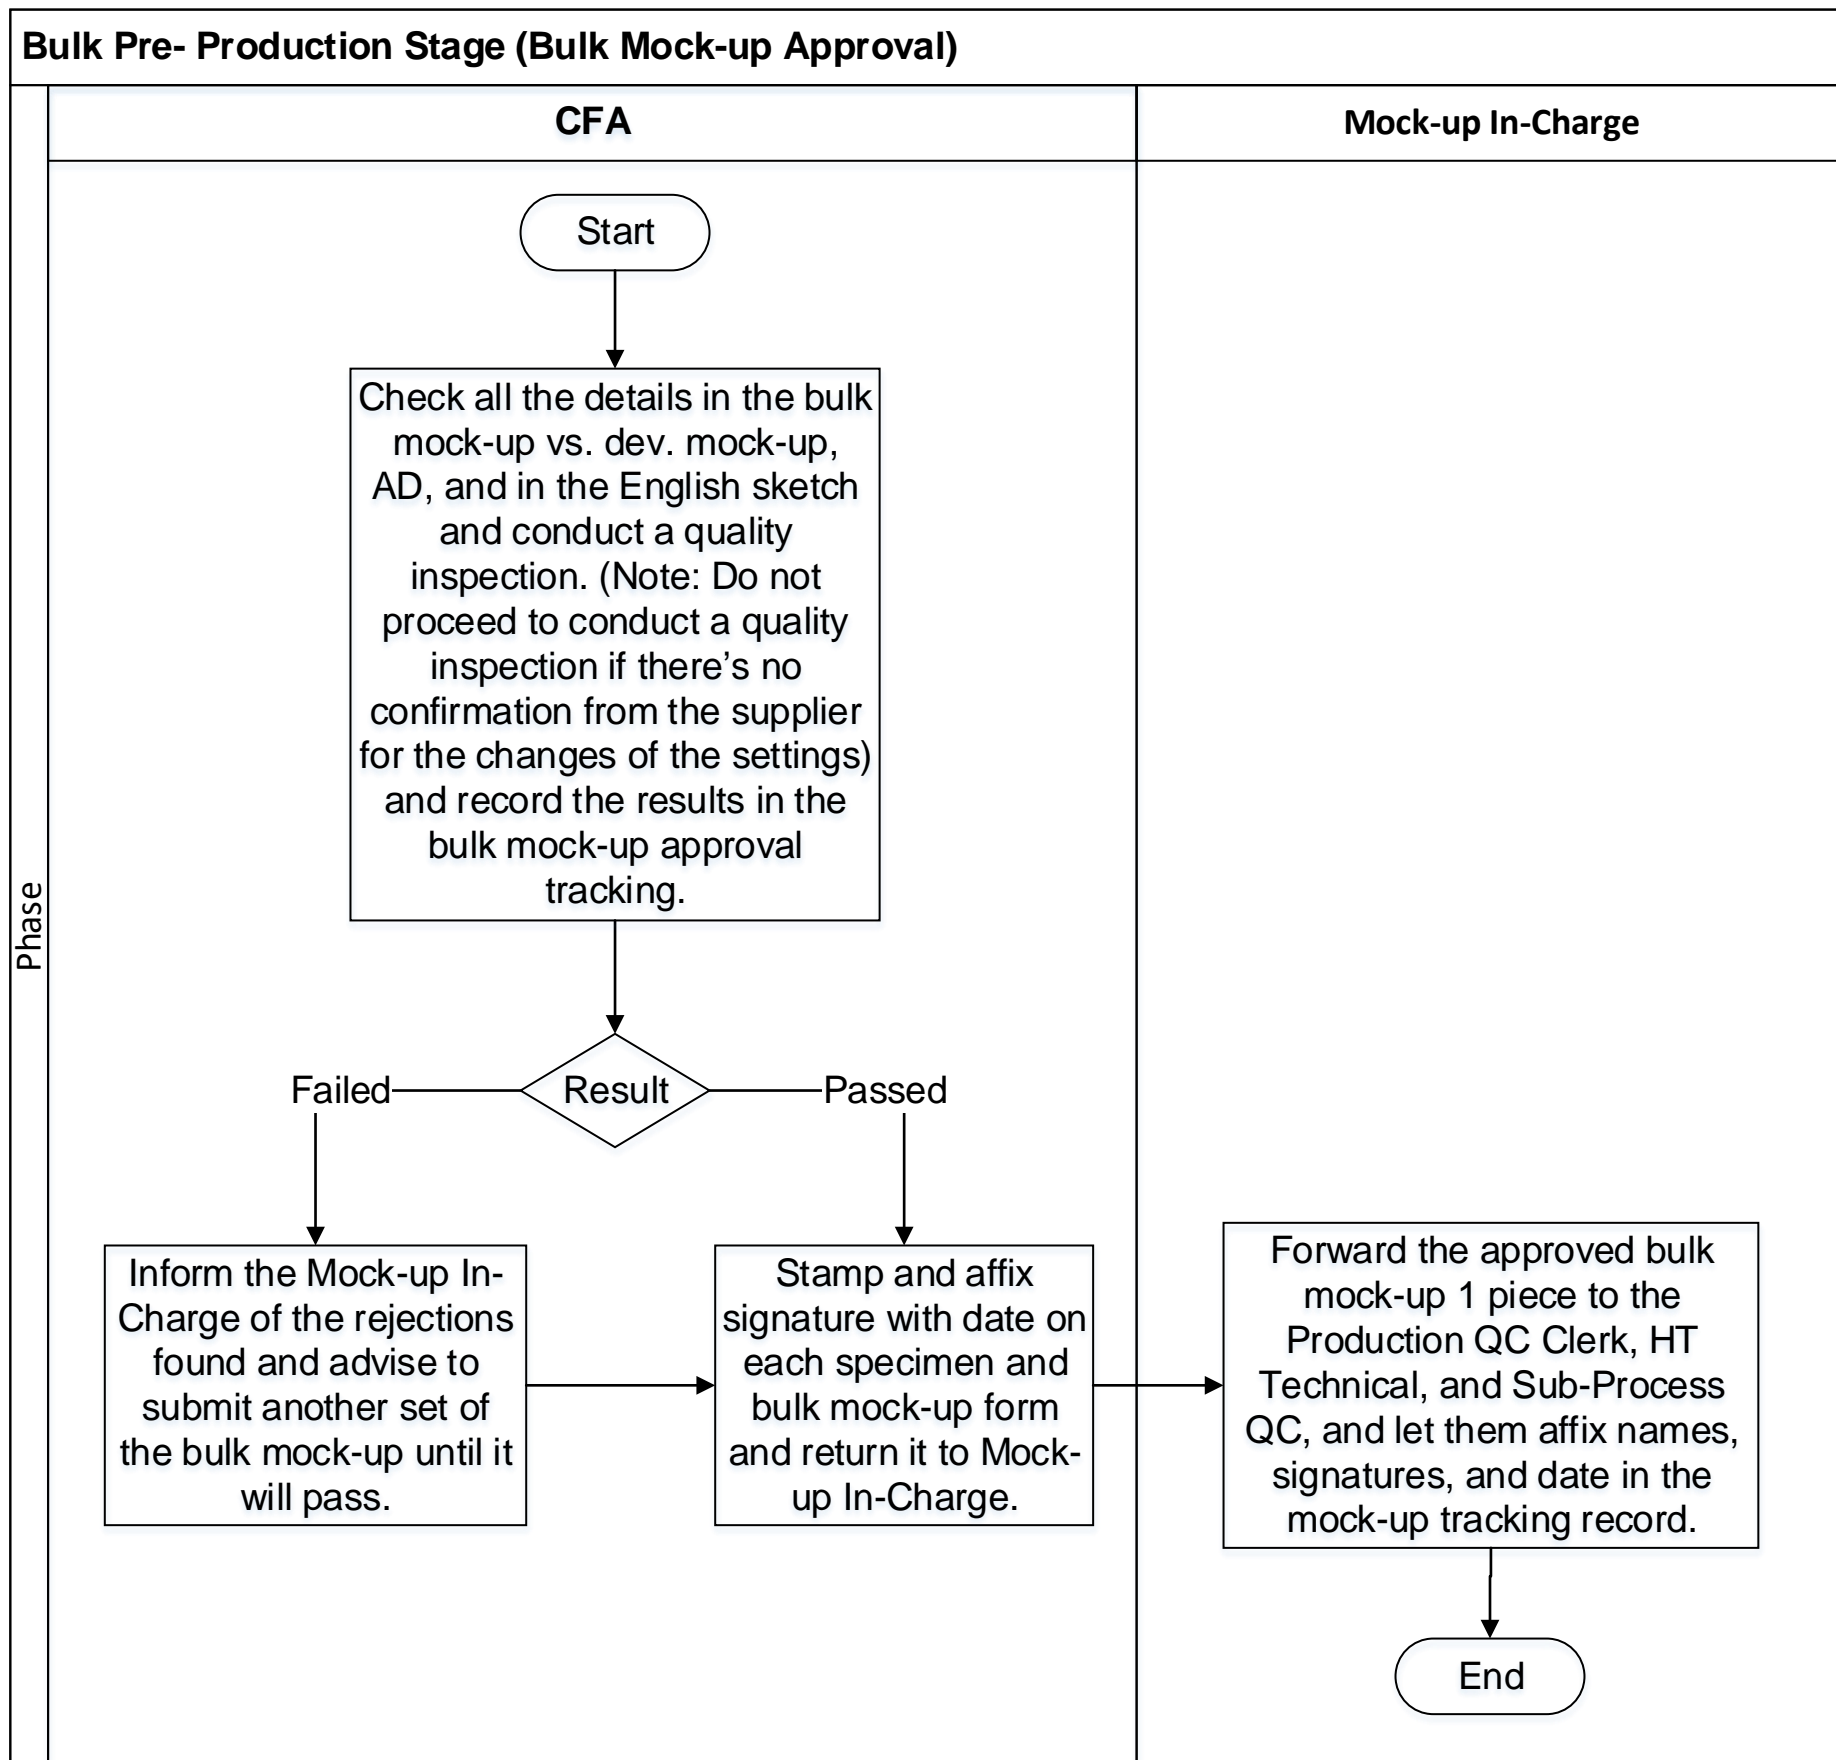 Bulk Pre- Production Stage (Bulk Mock-up Approval)
Phase
CFA
Mock-up In-Charge
Start
Check all the details in the bulk
mock-up vs. dev. mock-up,
AD, and in the English sketch
and conduct a quality
inspection. (Note: Do not
proceed to conduct a quality
inspection if there’s no
confirmation from the supplier
for the changes of the settings)
and record the results in the
bulk mock-up approval
tracking.
Result
Failed
Passed
Inform the Mock-up In-
Charge of the rejections
found and advise to
submit another set of
the bulk mock-up until it
will pass.
Stamp and affix
signature with date on
each specimen and
bulk mock-up form
and return it to Mock-
up In-Charge.
Forward the approved bulk
mock-up 1 piece to the
Production QC Clerk, HT
Technical, and Sub-Process
QC, and let them affix names,
signatures, and date in the
mock-up tracking record.
End